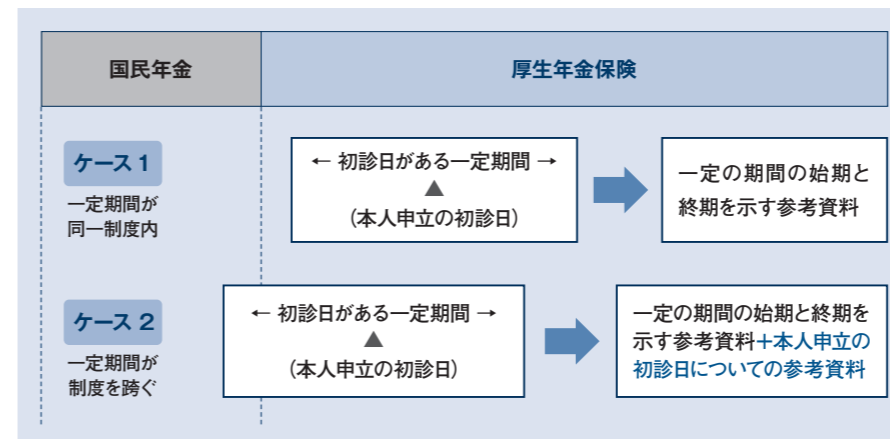 国民年金
厚生年金保険
ケース 1
一定期間が
同一制度内
← 初診日がある一定期間 →
▲
(本人申立の初診日)
一定の期間の始期と
終期を示す参考資料
ケース 2
一定期間が
制度を跨ぐ
← 初診日がある一定期間 →
▲
(本人申立の初診日)
一定の期間の始期と終期を
示す参考資料+本人申立の
初診日についての参考資料